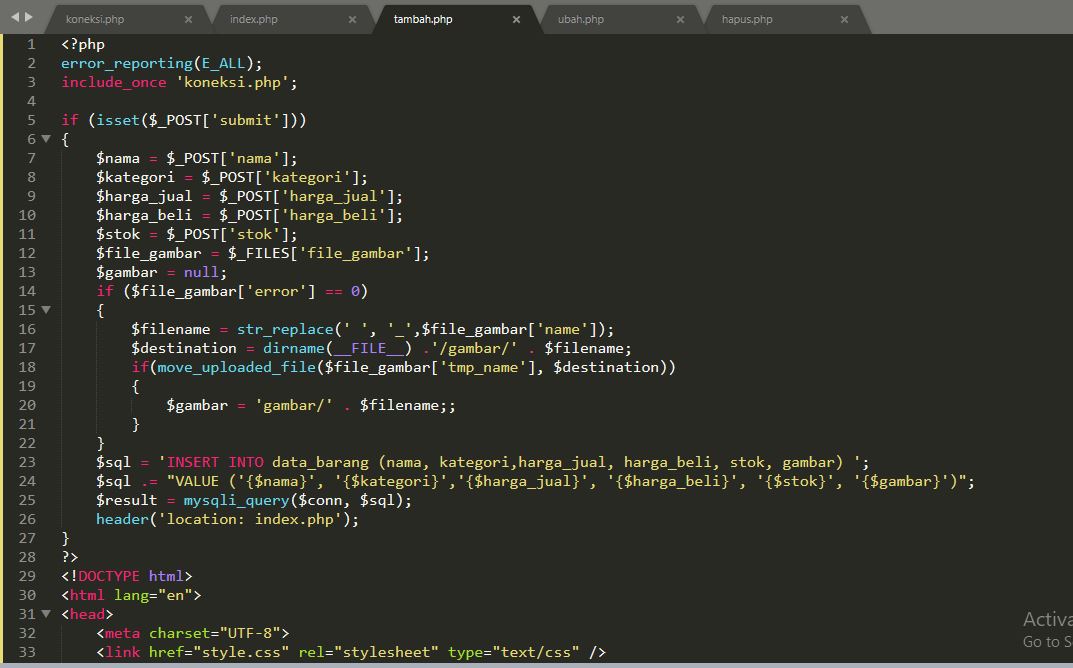 koneksi.php × index.php × tambah.php × ubah.php × hapus.php ×
1 <?php
2 error_reporting(E_ALL);
3 include_once 'koneksi.php';
4
5 if (isset($_POST['submit']))
6 {
7 $nama = $_POST['nama'];
8 $kategori = $_POST['kategori'];
9 $harga_jual = $_POST['harga_jual'];
10 $harga_beli = $_POST['harga_beli'];
11 $stok = $_POST['stok'];
12 $file_gambar = $_FILES['file_gambar'];
13 $gambar = null;
14 if ($file_gambar['error'] == 0)
15 {
16 $filename = str_replace(' ', '_',$file_gambar['name']);
17 $destination = dirname(__FILE__) .'/gambar/' . $filename;
18 if(move_uploaded_file($file_gambar['tmp_name'], $destination))
19 {
20 $gambar = 'gambar/' . $filename;;
21 }
22 }
23 $sql = 'INSERT INTO data_barang (nama, kategori,harga_jual, harga_beli, stok, gambar) ';
24 $sql .= "VALUE ('{$nama}', '{$kategori}','{$harga_jual}', '{$harga_beli}', '{$stok}', '{$gambar}')";
25 $result = mysqli_query($conn, $sql);
26 header('location: index.php');
27 }
28 ?>
29 <!DOCTYPE html>
30 <html lang="en">
31 <head>
32 <meta charset="UTF-8">
33 <link href="style.css" rel="stylesheet" type="text/css" />
Activa
Go to S